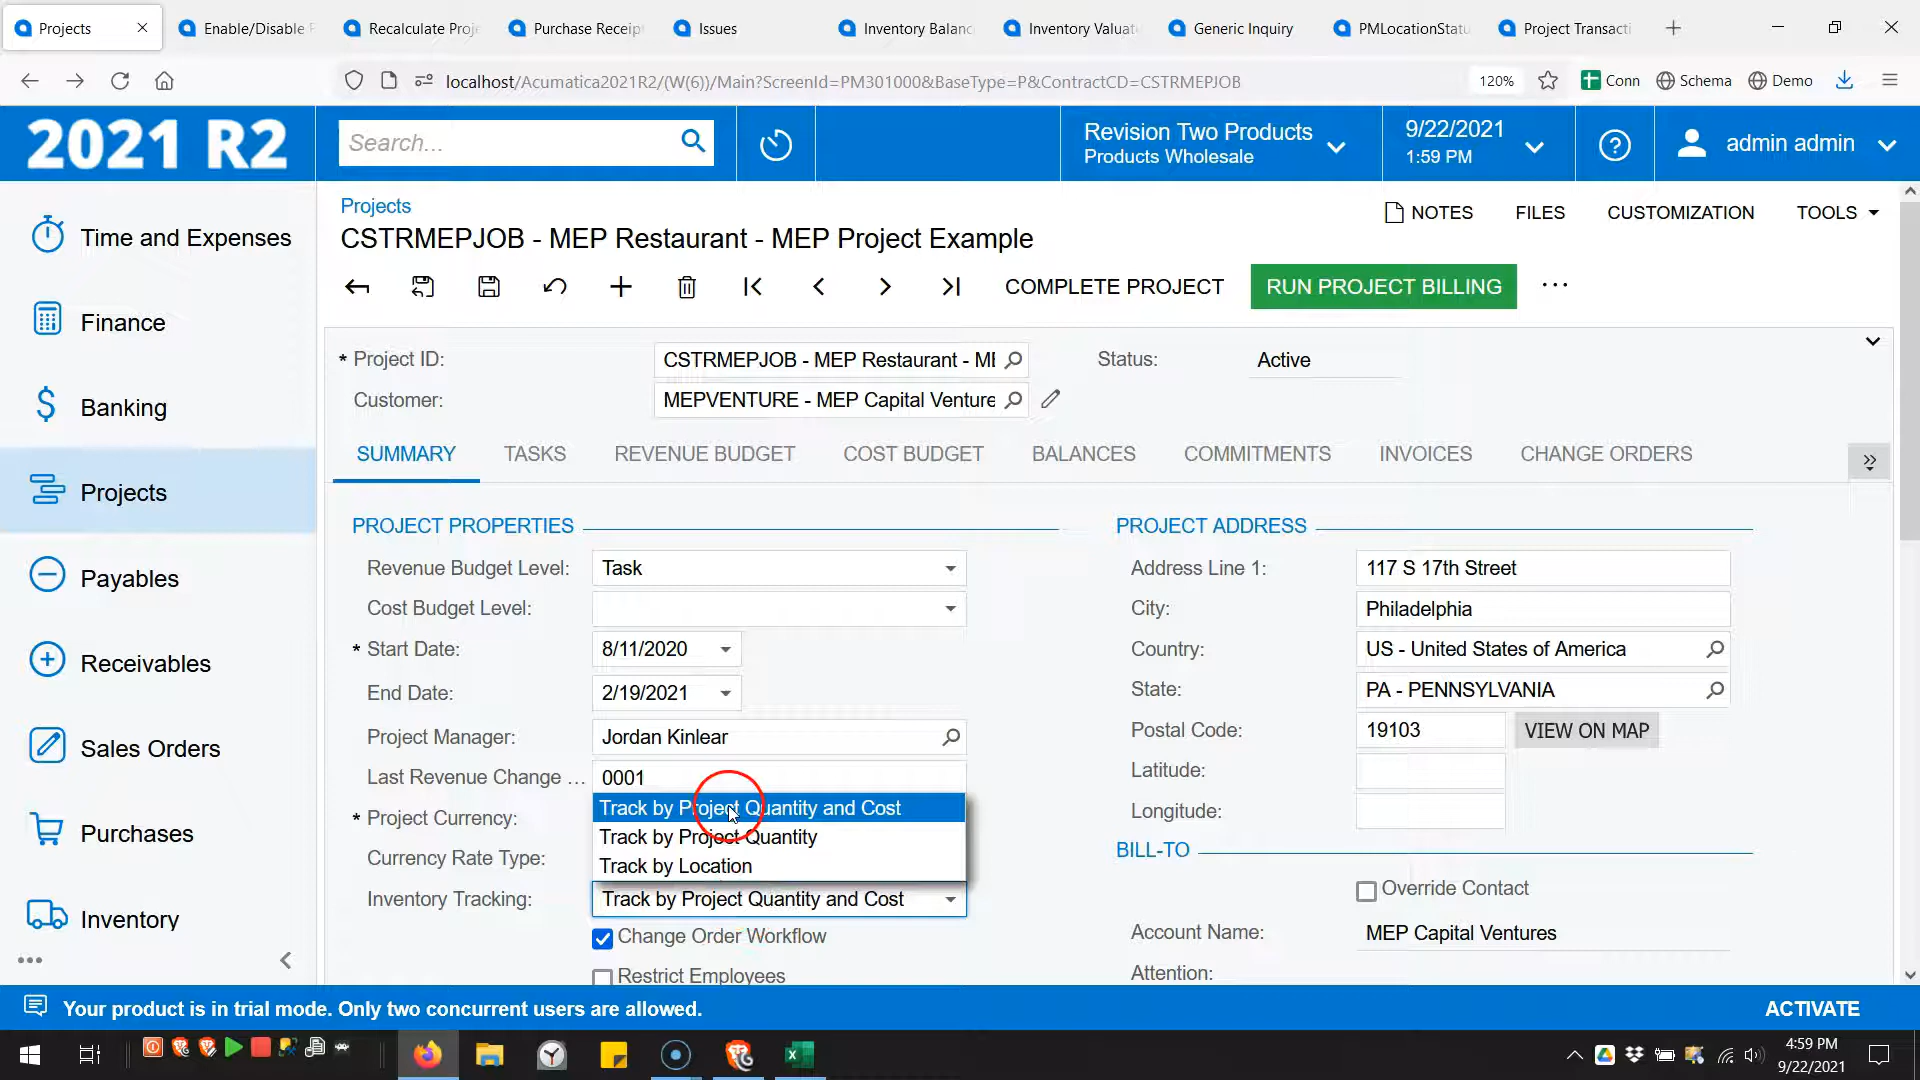 Projects
Enable/Disable P
Recalculate Proje
Purchase Receip
Issues
Inventory Balanc
Inventory Valuat
Generic Inquiry
PMLocationStatu
Project Transacti
localhost/Acumatica2021R2/(W(6))/Main?ScreenId=PM301000&BaseType=P&ContractCD=CSTRMEPJOB
120%
Conn
Schema
Demo
2021 R2
Search...
Revision Two Products
Products Wholesale
9/22/2021
1:59 PM
admin admin
Time and Expenses
Finance
Banking
Projects
Payables
Receivables
Sales Orders
Purchases
Inventory
Projects
CSTRMEPJOB - MEP Restaurant - MEP Project Example
NOTES
FILES
CUSTOMIZATION
TOOLS
COMPLETE PROJECT
RUN PROJECT BILLING
* Project ID:
CSTRMEPJOB - MEP Restaurant - ME
Status:
Active
Customer:
MEPVENTURE - MEP Capital Venture
SUMMARY
TASKS
REVENUE BUDGET
COST BUDGET
BALANCES
COMMITMENTS
INVOICES
CHANGE ORDERS
PROJECT PROPERTIES
Revenue Budget Level:
Task
Cost Budget Level:
* Start Date:
8/11/2020
End Date:
2/19/2021
Project Manager:
Jordan Kinlear
Last Revenue Change ...
0001
* Project Currency:
Currency Rate Type:
Track by Project Quantity and Cost
Track by Project Quantity
Track by Location
Inventory Tracking:
Track by Project Quantity and Cost
Change Order Workflow
Restrict Employees
PROJECT ADDRESS
Address Line 1:
117 S 17th Street
City:
Philadelphia
Country:
US - United States of America
State:
PA - PENNSYLVANIA
Postal Code:
19103
VIEW ON MAP
Latitude:
Longitude:
BILL-TO
Override Contact
Account Name:
MEP Capital Ventures
Attention:
Your product is in trial mode. Only two concurrent users are allowed.
ACTIVATE
4:59 PM
9/22/2021